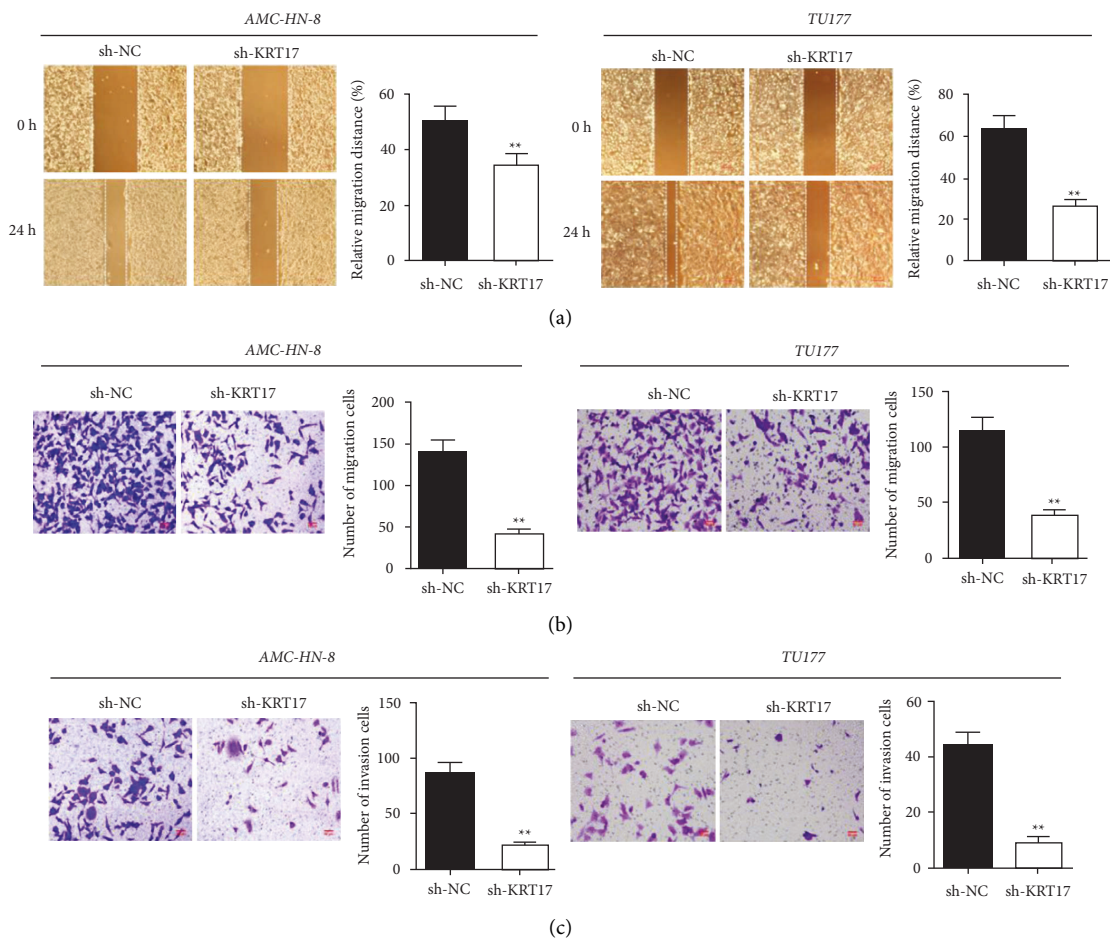 AMC-HN-8
TU177
sh-NC
sh-KRT17
sh-NC
sh-KRT17
0 h
24 h
Relative migration distance (%)
60
40
20
0
sh-NC
sh-KRT17
**
0 h
24 h
Relative migration distance (%)
80
60
40
20
0
sh-NC
sh-KRT17
**
(a)
AMC-HN-8
TU177
sh-NC
sh-KRT17
Number of migration cells
200
150
100
50
0
sh-NC
sh-KRT17
**
sh-NC
sh-KRT17
Number of migration cells
150
100
50
0
sh-NC
sh-KRT17
**
(b)
AMC-HN-8
TU177
sh-NC
sh-KRT17
Number of invasion cells
150
100
50
0
sh-NC
sh-KRT17
**
sh-NC
sh-KRT17
Number of invasion cells
60
40
20
0
sh-NC
sh-KRT17
**
(c)